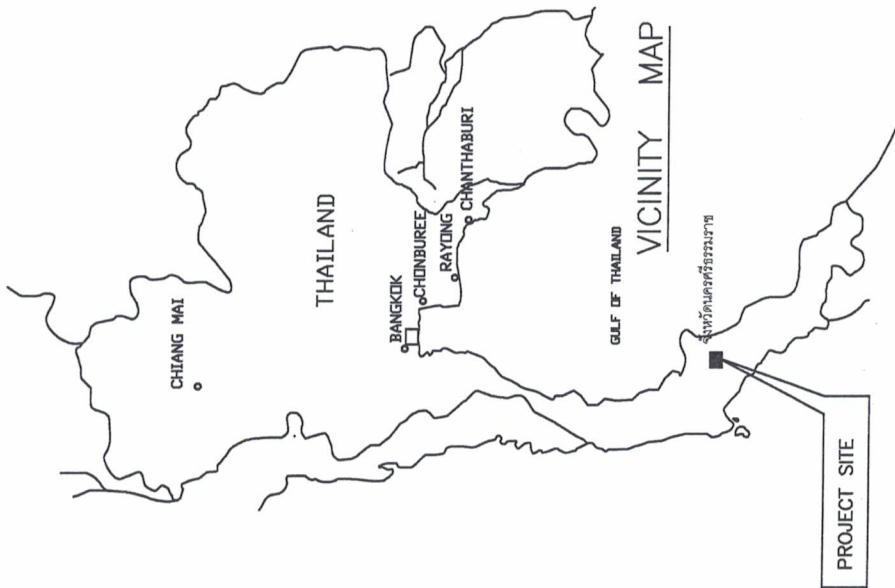 CHIANG MAI
THAILAND
BANGKOK
CHONBUREE
RAYONG
CHANTHABURI
GULF OF THAILAND
VICINITY MAP
จังหวัดนครศรีธรรมราช
PROJECT SITE